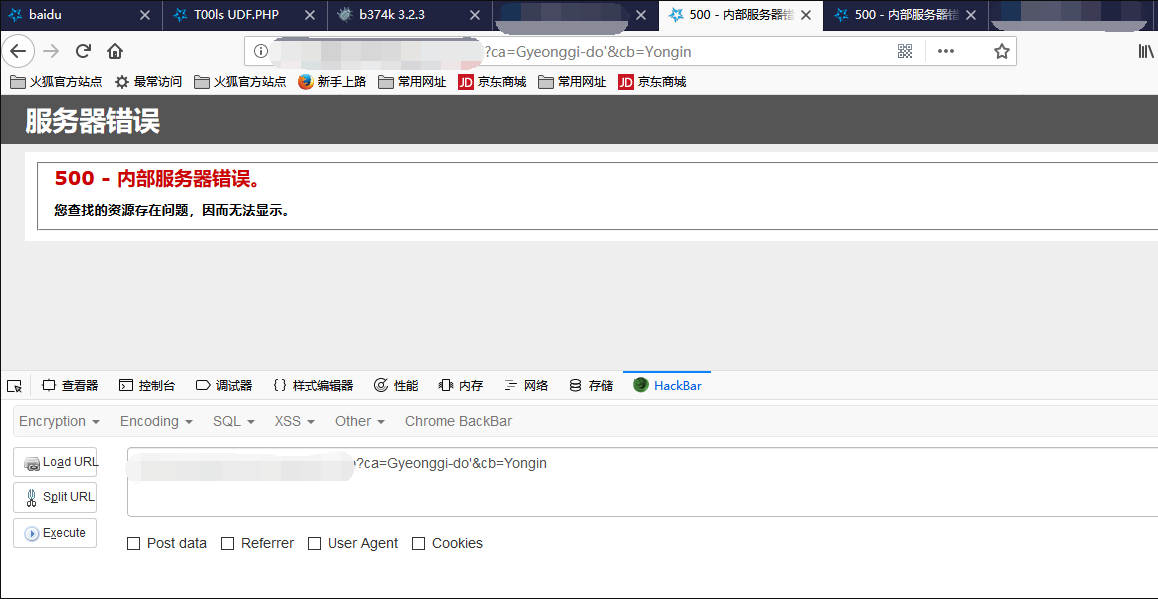 baidu T00ls UDF.PHP b374k 3.2.3 500 - 内部服务器错误 500 - 内部服务器错误
?ca=Gyeonggi-do'&cb=Yongin
火狐官方站点 最常访问 火狐官方站点 新手上路 常用网址 JD 京东商城 常用网址 JD 京东商城
服务器错误
500 - 内部服务器错误。
您查找的资源存在问题，因而无法显示。
查看器 控制台 调试器 {} 样式编辑器 性能 内存 网络 存储 HackBar
Encryption Encoding SQL XSS Other Chrome BackBar
Load URL
?ca=Gyeonggi-do'&cb=Yongin
Split URL
Execute
Post data Referrer User Agent Cookies